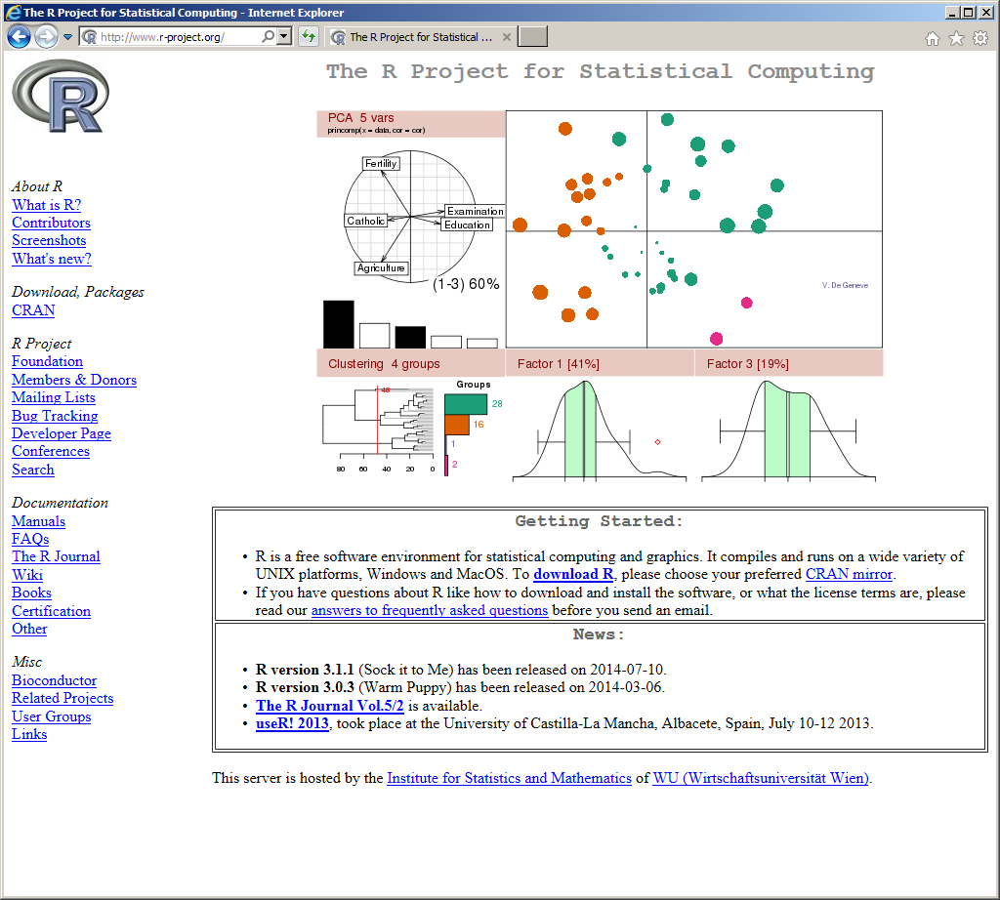 The R Project for Statistical Computing - Internet Explorer
http://www.r-project.org/
The R Project for Statistical ...
R
The R Project for Statistical Computing
About R
What is R?
Contributors
Screenshots
What's new?
Download, Packages
CRAN
R Project
Foundation
Members & Donors
Mailing Lists
Bug Tracking
Developer Page
Conferences
Search
Documentation
Manuals
FAQs
The R Journal
Wiki
Books
Certification
Other
Misc
Bioconductor
Related Projects
User Groups
Links
PCA 5 vars
princomp(x = data, cor = cor)
Fertility
Examination
Catholic
Education
Agriculture
(1-3) 60%
V. De Geneve
Clustering 4 groups
Factor 1 [41%]
Factor 3 [19%]
48
Groups
28
16
1
2
80 60 40 20 0
Getting Started:
• R is a free software environment for statistical computing and graphics. It compiles and runs on a wide variety of
UNIX platforms, Windows and MacOS. To download R, please choose your preferred CRAN mirror.
• If you have questions about R like how to download and install the software, or what the license terms are, please
read our answers to frequently asked questions before you send an email.
News:
• R version 3.1.1 (Sock it to Me) has been released on 2014-07-10.
• R version 3.0.3 (Warm Puppy) has been released on 2014-03-06.
• The R Journal Vol.5/2 is available.
• useR! 2013, took place at the University of Castilla-La Mancha, Albacete, Spain, July 10-12 2013.
This server is hosted by the Institute for Statistics and Mathematics of WU (Wirtschaftsuniversität Wien).